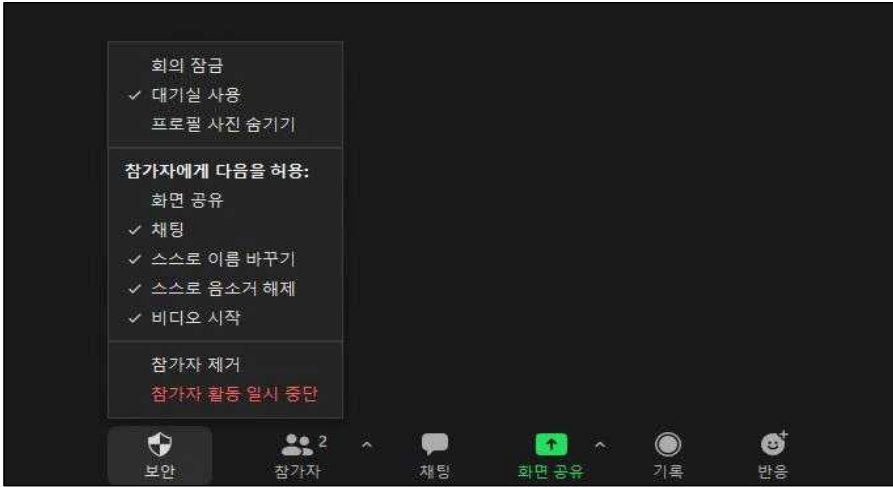 회의 잠금
✓ 대기실 사용
프로필 사진 숨기기
참가자에게 다음을 허용:
화면 공유
✓ 채팅
✓ 스스로 이름 바꾸기
✓ 스스로 음소거 해제
✓ 비디오 시작
참가자 제거
참가자 활동 일시 중단
2
보안 참가자 채팅 화면 공유 기록 반응